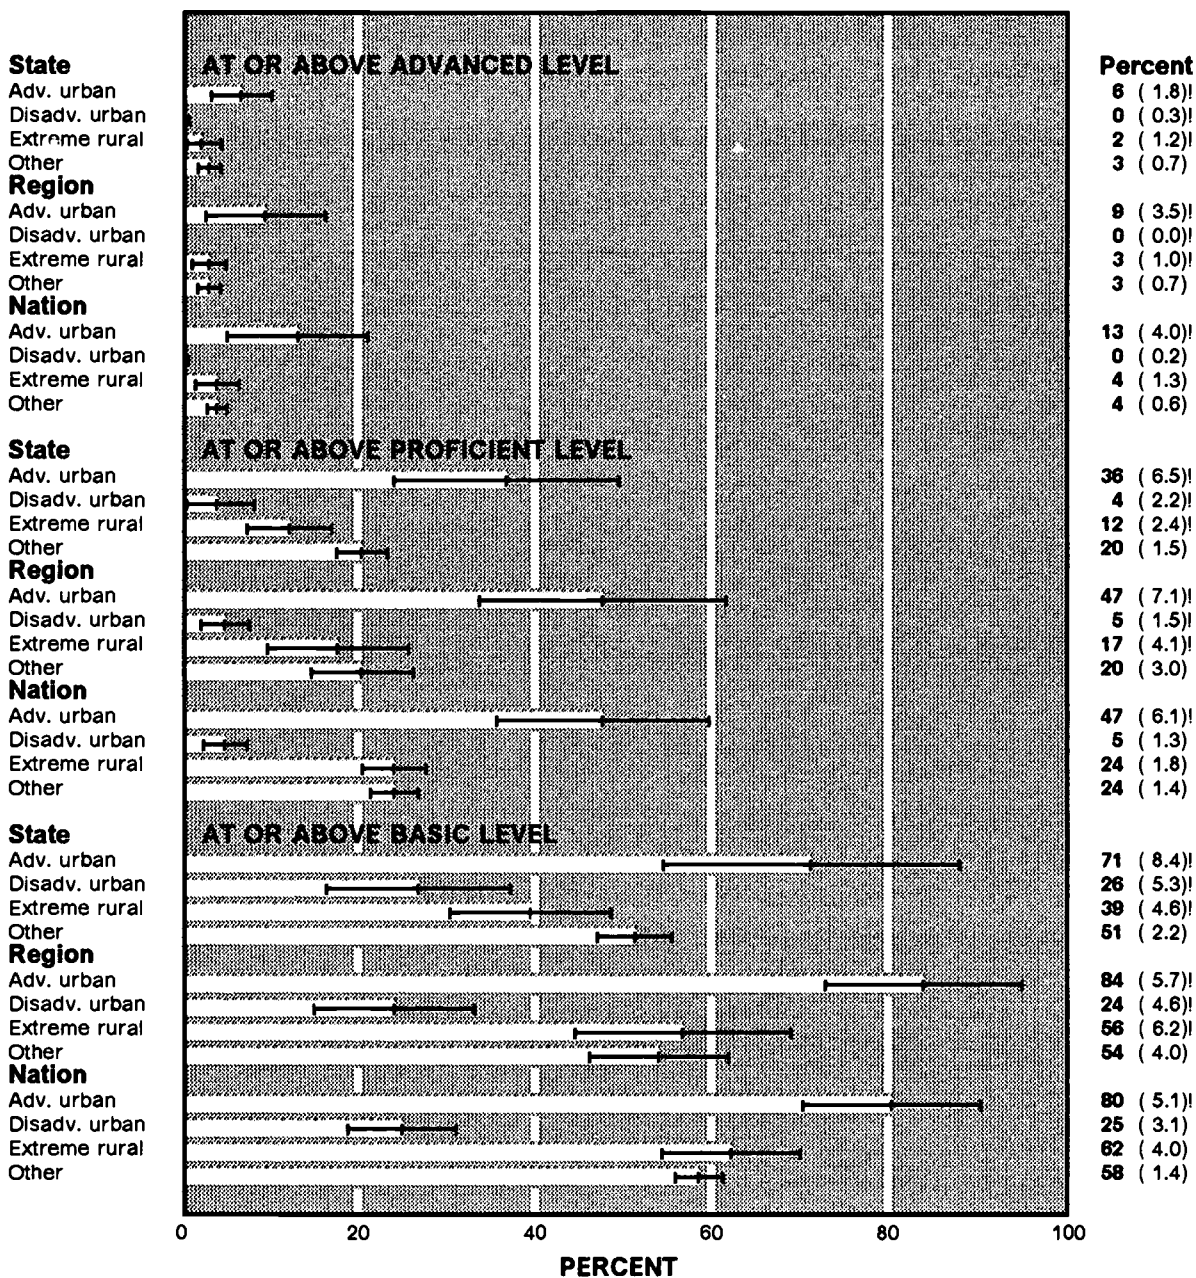 State AT OR ABOVE ADVANCED LEVEL Percent
Adv. urban 6 ( 1.8)!
Disadv. urban 0 ( 0.3)!
Extreme rural 2 ( 1.2)!
Other 3 ( 0.7)
Region
Adv. urban 9 ( 3.5)!
Disadv. urban 0 ( 0.0)!
Extreme rural 3 ( 1.0)!
Other 3 ( 0.7)
Nation
Adv. urban 13 ( 4.0)!
Disadv. urban 0 ( 0.2)
Extreme rural 4 ( 1.3)
Other 4 ( 0.6)
State AT OR ABOVE PROFICIENT LEVEL
Adv. urban 36 ( 6.5)!
Disadv. urban 4 ( 2.2)!
Extreme rural 12 ( 2.4)!
Other 20 ( 1.5)
Region
Adv. urban 47 ( 7.1)!
Disadv. urban 5 ( 1.5)!
Extreme rural 17 ( 4.1)!
Other 20 ( 3.0)
Nation
Adv. urban 47 ( 6.1)!
Disadv. urban 5 ( 1.3)
Extreme rural 24 ( 1.8)
Other 24 ( 1.4)
State AT OR ABOVE BASIC LEVEL
Adv. urban 71 ( 8.4)!
Disadv. urban 26 ( 5.3)!
Extreme rural 39 ( 4.6)!
Other 51 ( 2.2)
Region
Adv. urban 84 ( 5.7)!
Disadv. urban 24 ( 4.6)!
Extreme rural 56 ( 6.2)!
Other 54 ( 4.0)
Nation
Adv. urban 80 ( 5.1)!
Disadv. urban 25 ( 3.1)
Extreme rural 62 ( 4.0)
Other 58 ( 1.4)
0 20 40 60 80 100
PERCENT